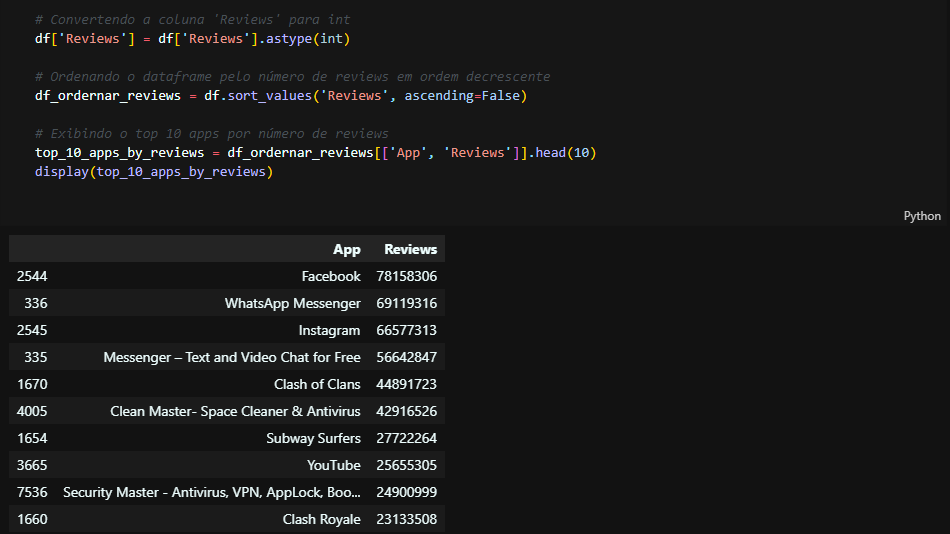 # Convertendo a coluna 'Reviews' para int
df['Reviews'] = df['Reviews'].astype(int)
# Ordenando o dataframe pelo número de reviews em ordem decrescente
df_ordernar_reviews = df.sort_values('Reviews', ascending=False)
# Exibindo o top 10 apps por número de reviews
top_10_apps_by_reviews = df_ordernar_reviews[['App', 'Reviews']].head(10)
display(top_10_apps_by_reviews)
Python
App Reviews
2544 Facebook 78158306
336 WhatsApp Messenger 69119316
2545 Instagram 66577313
335 Messenger – Text and Video Chat for Free 56642847
1670 Clash of Clans 44891723
4005 Clean Master- Space Cleaner & Antivirus 42916526
1654 Subway Surfers 27722264
3665 YouTube 25655305
7536 Security Master - Antivirus, VPN, AppLock, Boo... 24900999
1660 Clash Royale 23133508